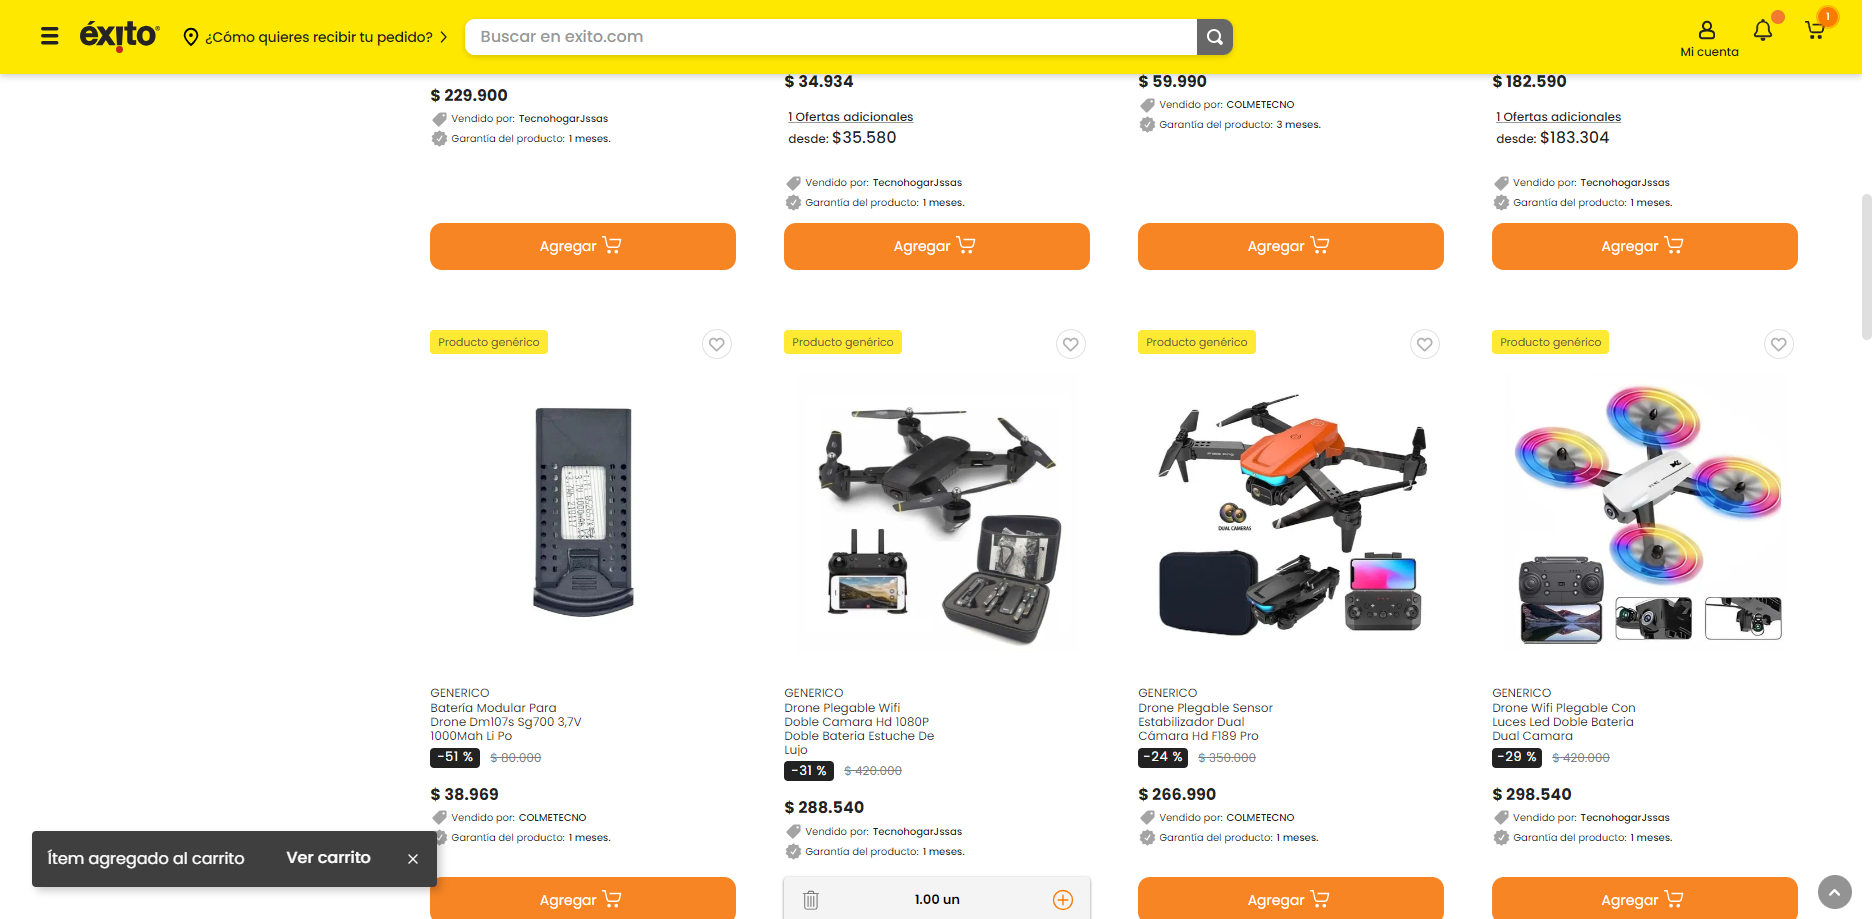 éxito
¿Cómo quieres recibir tu pedido?
Buscar en exito.com
Mi cuenta
1
$ 229.900
Vendido por: TecnohogarJssas
Garantía del producto: 1 meses.
Agregar
$ 34.934
1 Ofertas adicionales
desde: $35.580
Vendido por: TecnohogarJssas
Garantía del producto: 1 meses.
Agregar
$ 59.990
Vendido por: COLMETECNO
Garantía del producto: 3 meses.
Agregar
$ 182.590
1 Ofertas adicionales
desde: $183.304
Vendido por: TecnohogarJssas
Garantía del producto: 1 meses.
Agregar
Producto genérico
GENERICO
Batería Modular Para
Drone Dm107s Sg700 3,7V
1000Mah Li Po
-51 % $ 80.000
$ 38.969
Vendido por: COLMETECNO
Garantía del producto: 1 meses.
Agregar
Producto genérico
GENERICO
Drone Plegable Wifi
Doble Camara Hd 1080P
Doble Bateria Estuche De
Lujo
-31 % $ 420.000
$ 288.540
Vendido por: TecnohogarJssas
Garantía del producto: 1 meses.
1.00 un
Producto genérico
DUAL CAMERAS
GENERICO
Drone Plegable Sensor
Estabilizador Dual
Cámara Hd F189 Pro
-24 % $ 350.000
$ 266.990
Vendido por: COLMETECNO
Garantía del producto: 1 meses.
Agregar
Producto genérico
GENERICO
Drone Wifi Plegable Con
Luces Led Doble Batería
Dual Camara
-29 % $ 420.000
$ 298.540
Vendido por: TecnohogarJssas
Garantía del producto: 1 meses.
Agregar
Ítem agregado al carrito
Ver carrito